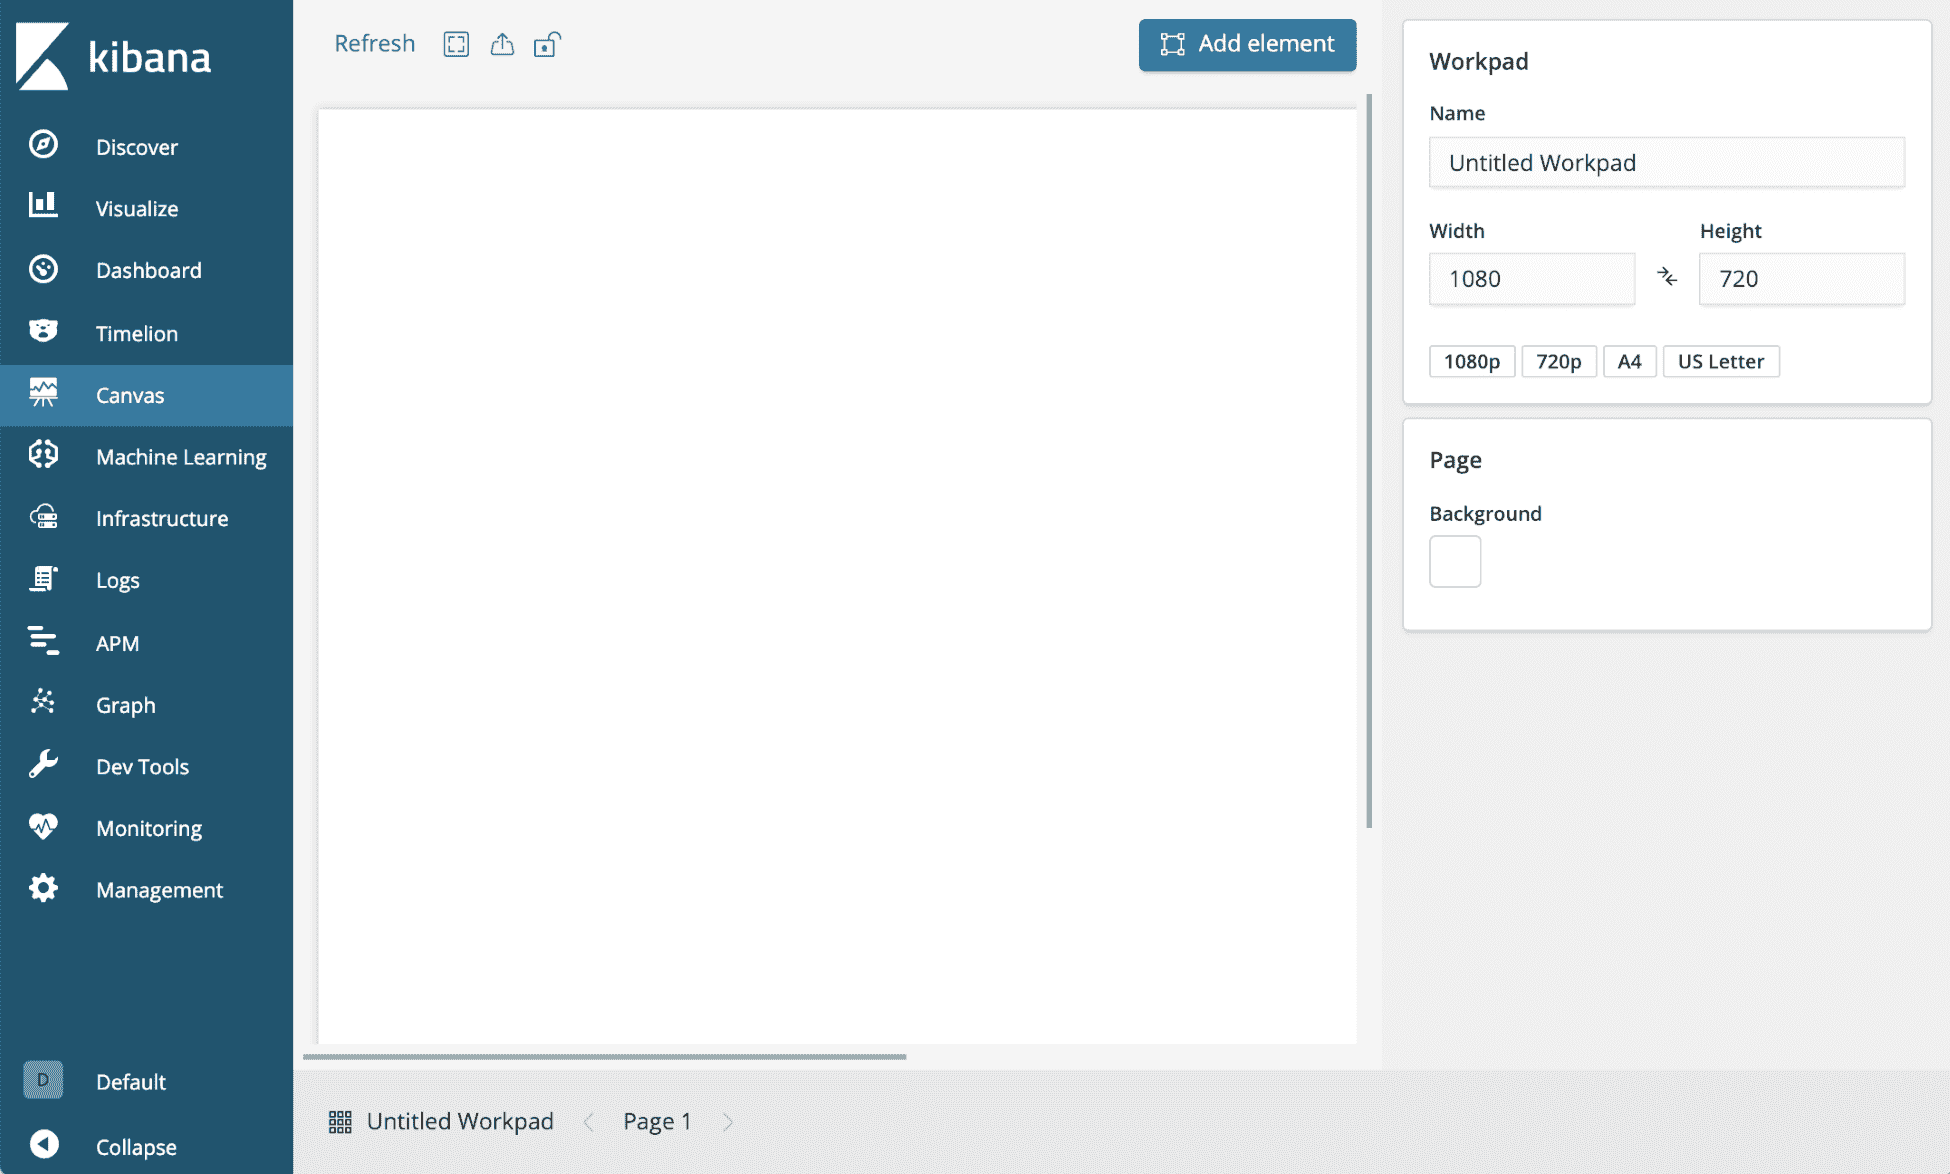 kibana
Discover
Visualize
Dashboard
Timelion
Canvas
Machine Learning
Infrastructure
Logs
APM
Graph
Dev Tools
Monitoring
Management
D
Default
Collapse
Refresh
Add element
Untitled Workpad
Page 1
Workpad
Name
Untitled Workpad
Width Height
1080 720
1080p 720p A4 US Letter
Page
Background